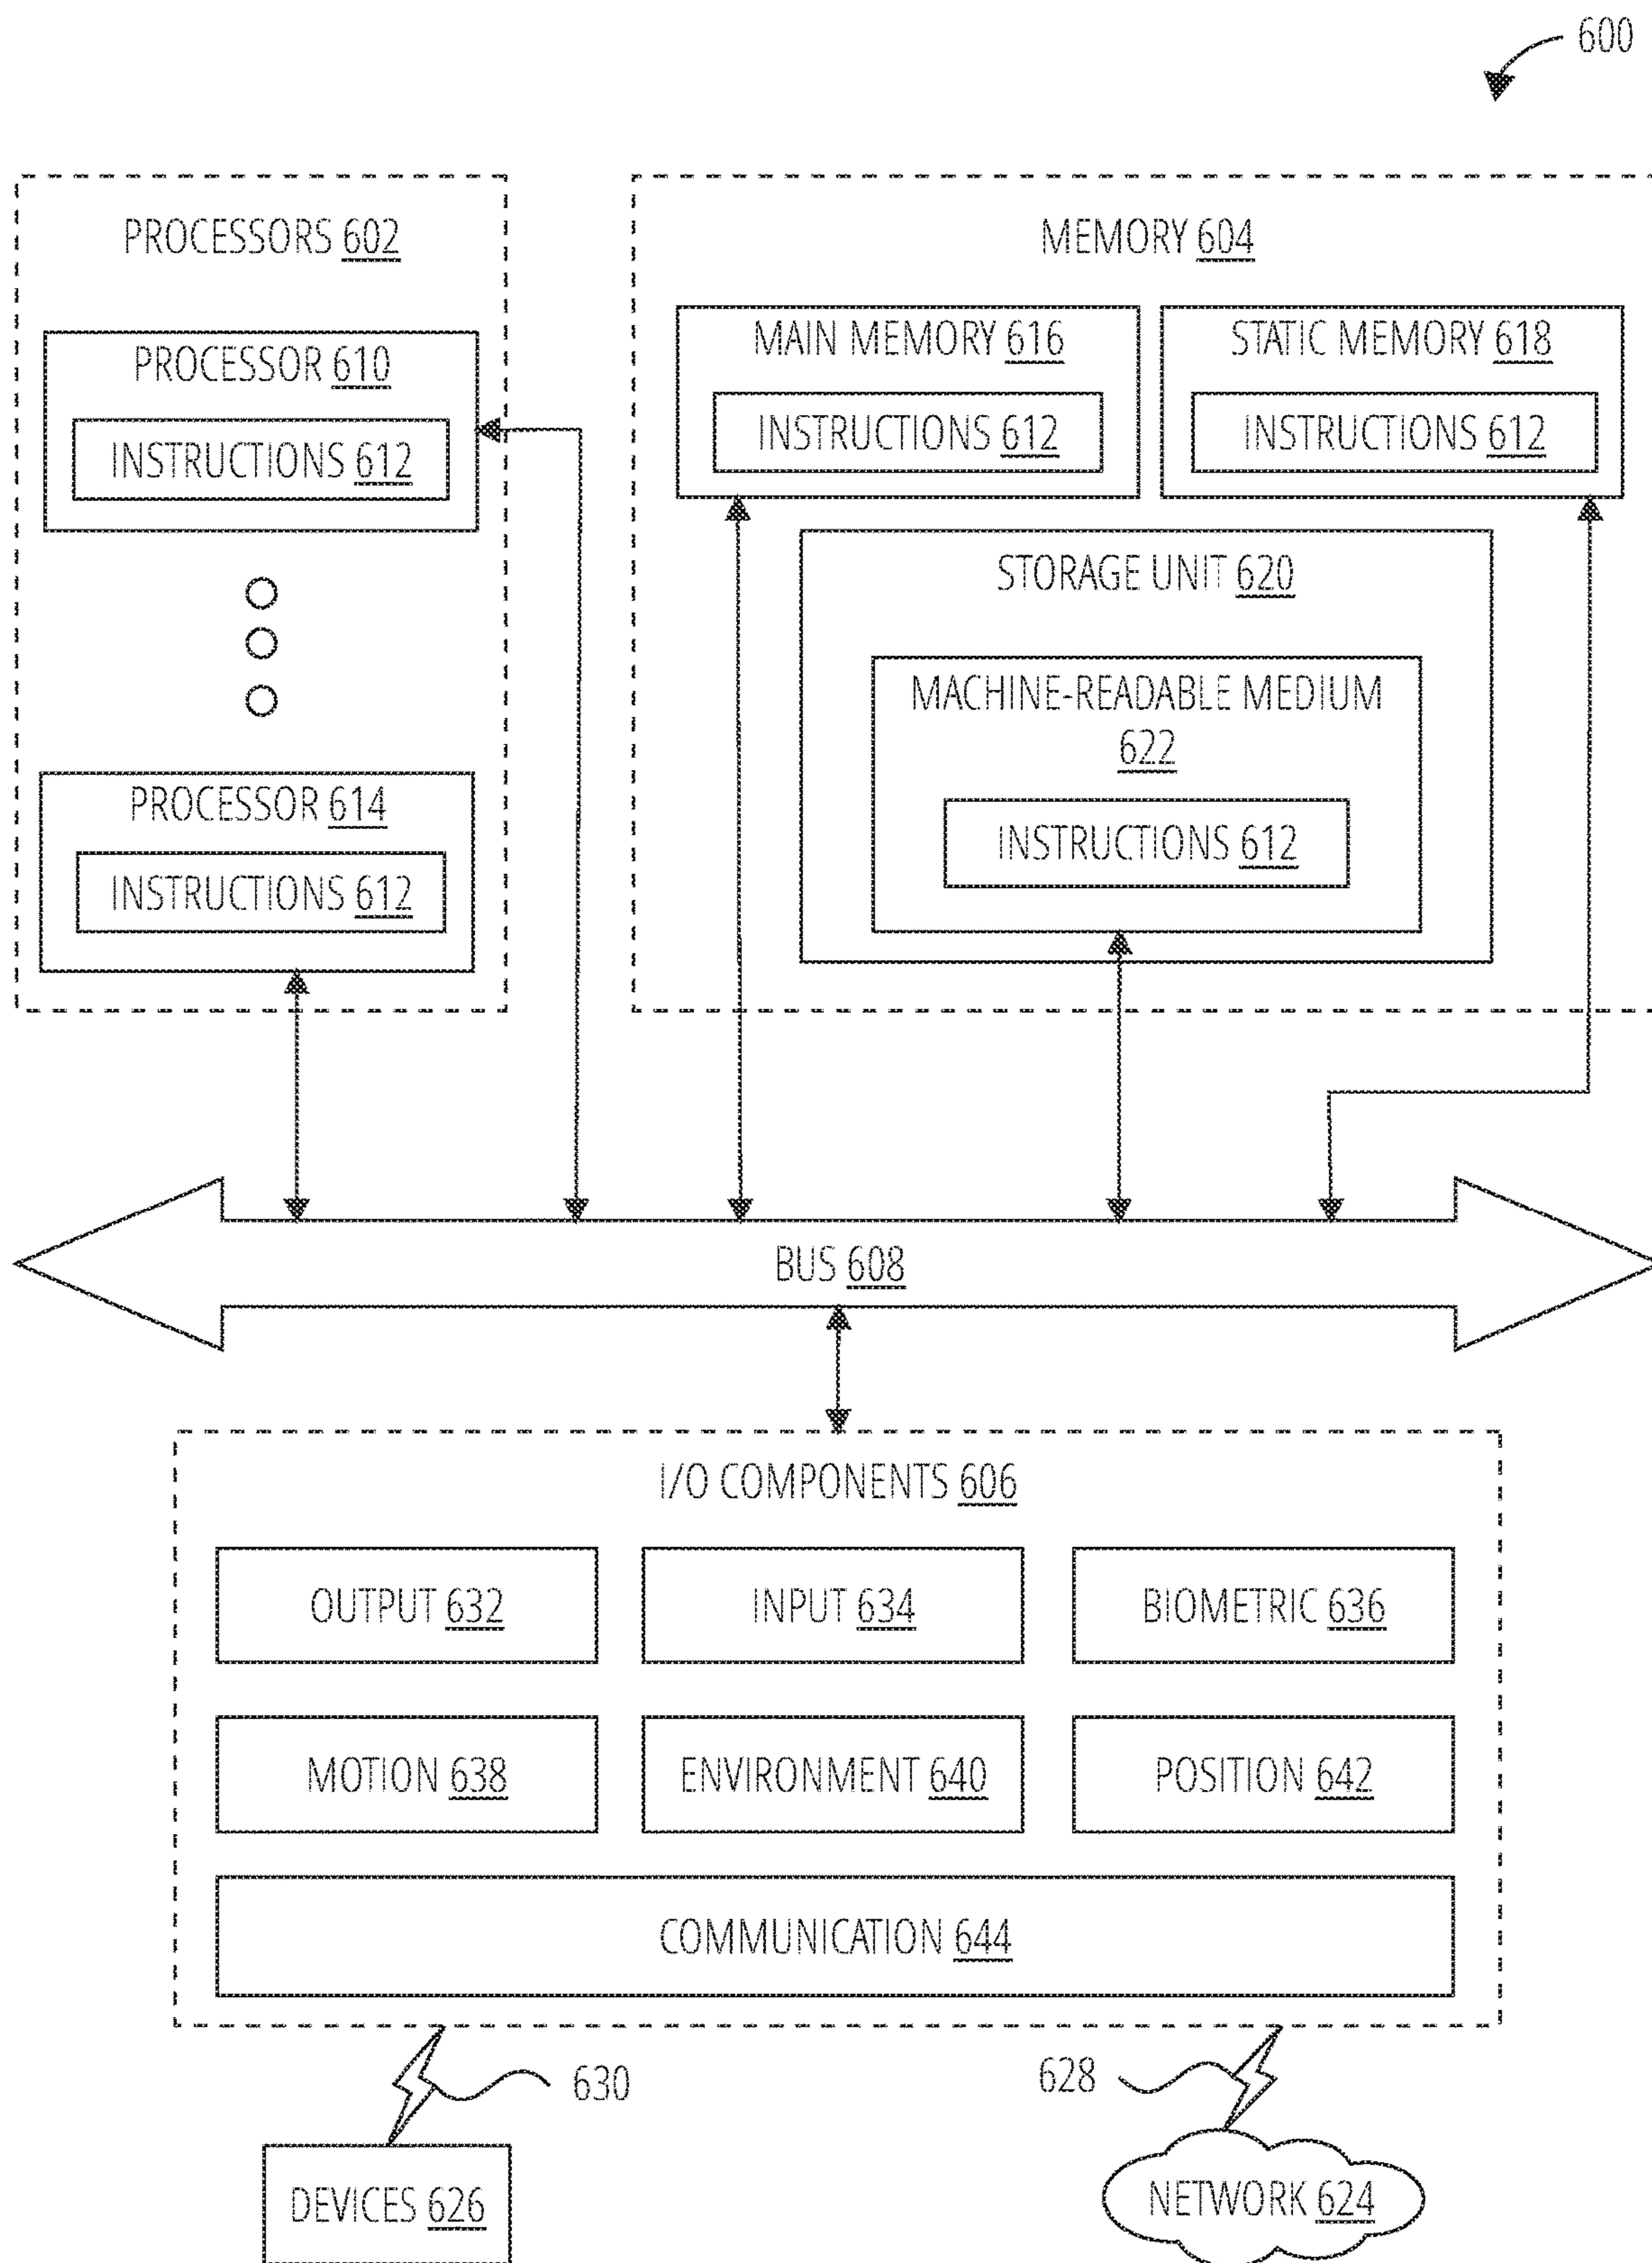 600
PROCESSORS 602
PROCESSOR 610
INSTRUCTIONS 612
PROCESSOR 614
INSTRUCTIONS 612
MEMORY 604
MAIN MEMORY 616
INSTRUCTIONS 612
STATIC MEMORY 618
INSTRUCTIONS 612
STORAGE UNIT 620
MACHINE-READABLE MEDIUM
622
INSTRUCTIONS 612
BUS 608
I/O COMPONENTS 606
OUTPUT 632
INPUT 634
BIOMETRIC 636
MOTION 638
ENVIRONMENT 640
POSITION 642
COMMUNICATION 644
630
628
DEVICES 626
NETWORK 624